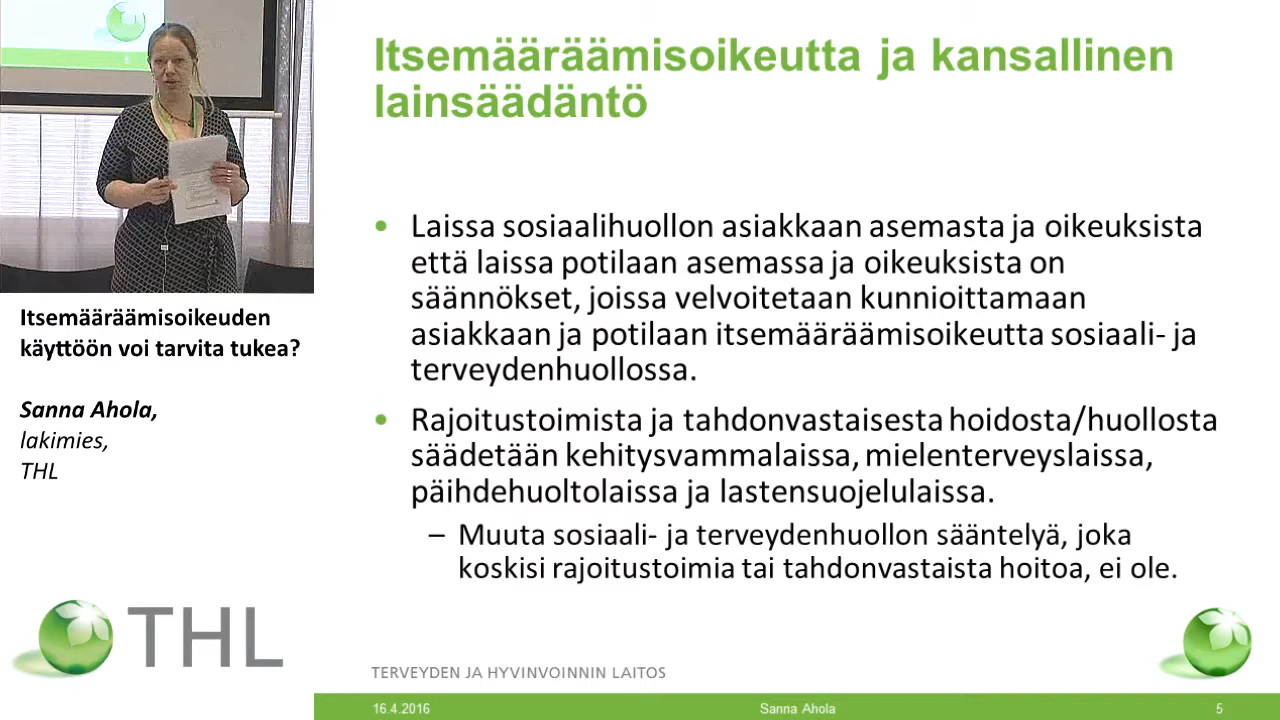 Itsemääräämisoikeuden
käyttöön voi tarvita tukea?
Sanna Ahola,
lakimies,
THL
THL
Itsemääräämisoikeutta ja kansallinen
lainsäädäntö
• Laissa sosiaalihuollon asiakkaan asemasta ja oikeuksista
että laissa potilaan asemassa ja oikeuksista on
säännökset, joissa velvoitetaan kunnioittamaan
asiakkaan ja potilaan itsemääräämisoikeutta sosiaali- ja
terveydenhuollossa.
• Rajoitustoimista ja tahdonvastaisesta hoidosta/huollosta
säädetään kehitysvammalaissa, mielenterveyslaissa,
päihdehuoltolaissa ja lastensuojelulaissa.
– Muuta sosiaali- ja terveydenhuollon sääntelyä, joka
koskisi rajoitustoimia tai tahdonvastaista hoitoa, ei ole.
TERVEYDEN JA HYVINVOINNIN LAITOS
16.4.2016 Sanna Ahola 5